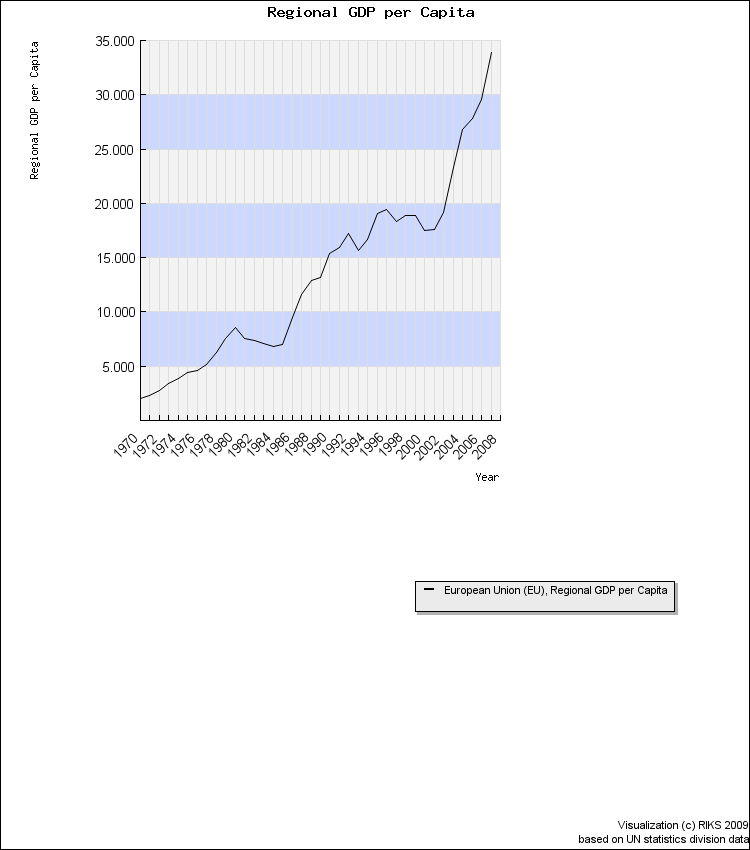 Regional GDP per Capita
Regional GDP per Capita
35.000
30.000
25.000
20.000
15.000
10.000
5.000
1970 1972 1974 1976 1978 1980 1982 1984 1986 1988 1990 1992 1994 1996 1998 2000 2002 2004 2006 2008
Year
European Union (EU), Regional GDP per Capita
Visualization (c) RIKS 2009
based on UN statistics division data